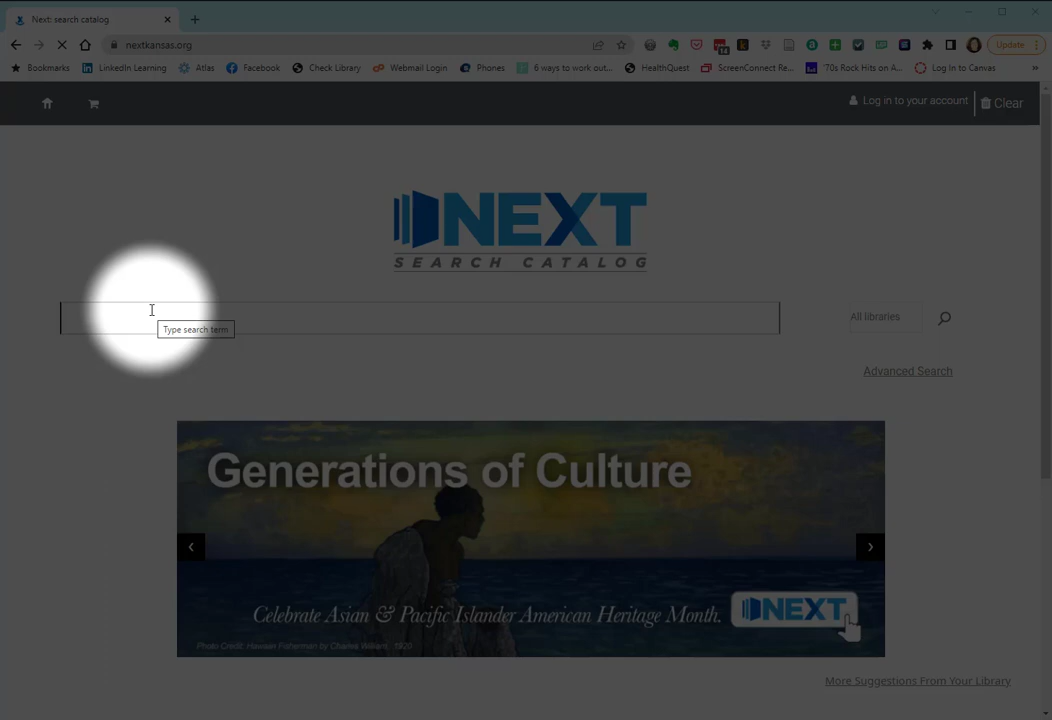 Next: search catalog
nextkansas.org
12
Update
Bookmarks LinkedIn Learning Atlas Facebook Check Library Webmail Login Phones 6 ways to work out... HealthQuest ScreenConnect Re... '70s Rock Hits on A... Log In to Canvas
Log in to your account Clear
NEXT
SEARCH CATALOG
Type search term
All libraries
Advanced Search
Generations of Culture
Celebrate Asian & Pacific Islander American Heritage Month.
NEXT
Photo Credit: Hawaiian Fisherman by Charles William, 1920
More Suggestions From Your Library